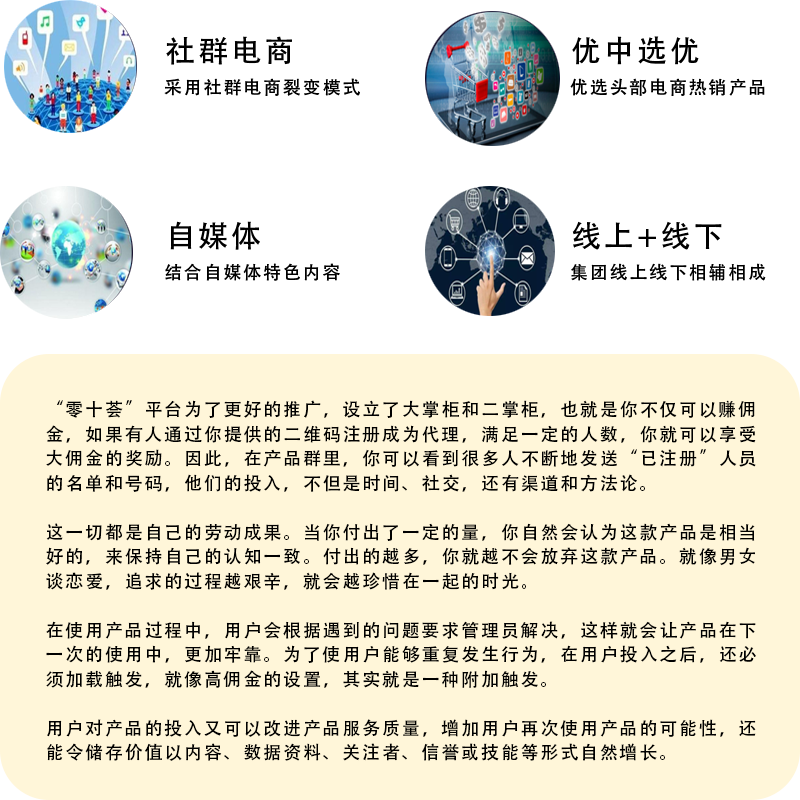 社群电商
采用社群电商裂变模式
优中选优
优选头部电商热销产品
自媒体
结合自媒体特色内容
线上+线下
集团线上线下相辅相成
“零十荟”平台为了更好的推广，设立了大掌柜和二掌柜，也就是你不仅可以赚佣
金，如果有人通过你提供的二维码注册成为代理，满足一定的人数，你就可以享受
大佣金的奖励。因此，在产品群里，你可以看到很多人不断地发送“已注册”人员
的名单和号码，他们的投入，不但是时间、社交，还有渠道和方法论。
这一切都是自己的劳动成果。当你付出了一定的量，你自然会认为这款产品是相当
好的，来保持自己的认知一致。付出的越多，你就越不会放弃这款产品。就像男女
谈恋爱，追求的过程越艰辛，就会越珍惜在一起的时光。
在使用产品过程中，用户会根据遇到的问题要求管理员解决，这样就会让产品在下
一次的使用中，更加牢靠。为了使用户能够重复发生行为，在用户投入之后，还必
须加载触发，就像高佣金的设置，其实就是一种附加触发。
用户对产品的投入又可以改进产品服务质量，增加用户再次使用产品的可能性，还
能令储存价值以内容、数据资料、关注者、信誉或技能等形式自然增长。